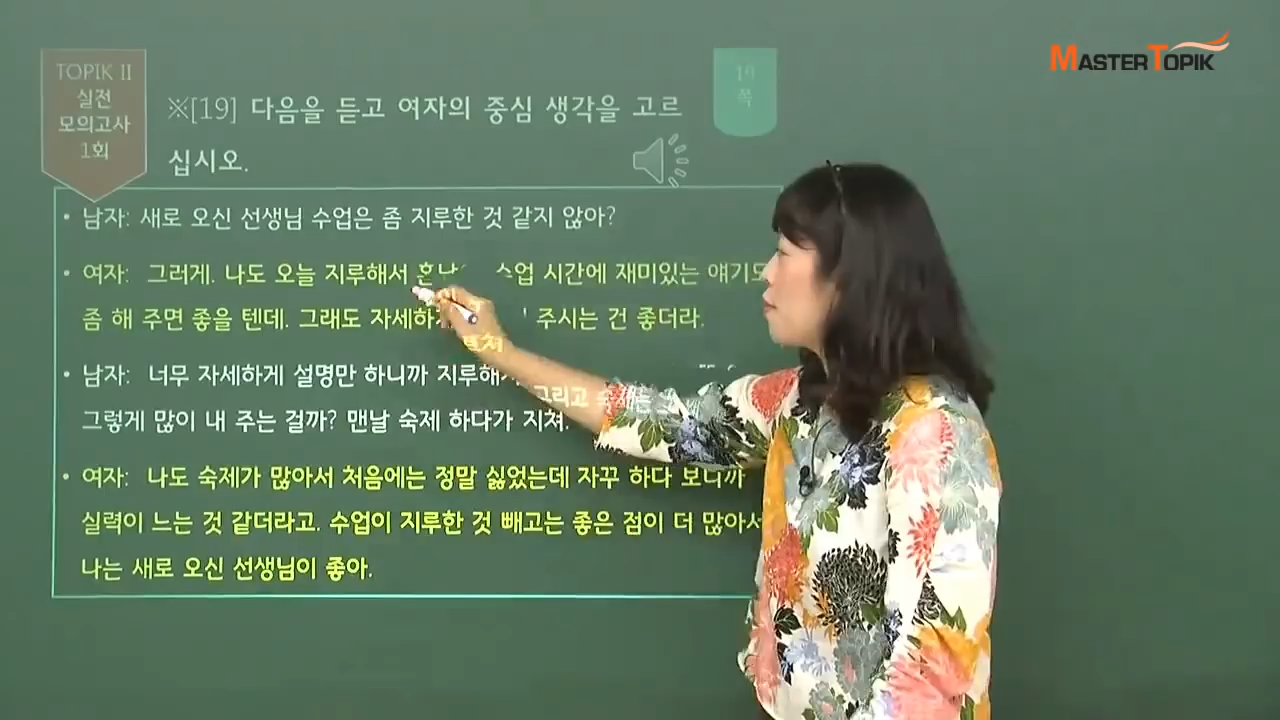 MASTER TOPIK
TOPIK II
실전
모의고사
1회
19
쪽
※[19] 다음을 듣고 여자의 중심 생각을 고르
십시오.
• 남자: 새로 오신 선생님 수업은 좀 지루한 것 같지 않아?
• 여자: 그러게. 나도 오늘 지루해서 수업 시간에 재미있는 얘기도
좀 해 주면 좋을 텐데. 그래도 주시는 건 좋더라.
• 남자: 너무 자세하게 설명만 하니까 그리고 숙제는
그렇게 많이 내 주는 걸까? 맨날 숙제 하다가 지쳐.
• 여자: 나도 숙제가 많아서 처음에는 정말 싫었는데 자꾸 하다 보니까
실력이 느는 것 같더라고. 수업이 지루한 것 빼고는 좋은 점이 더 많아서
나는 새로 오신 선생님이 좋아.